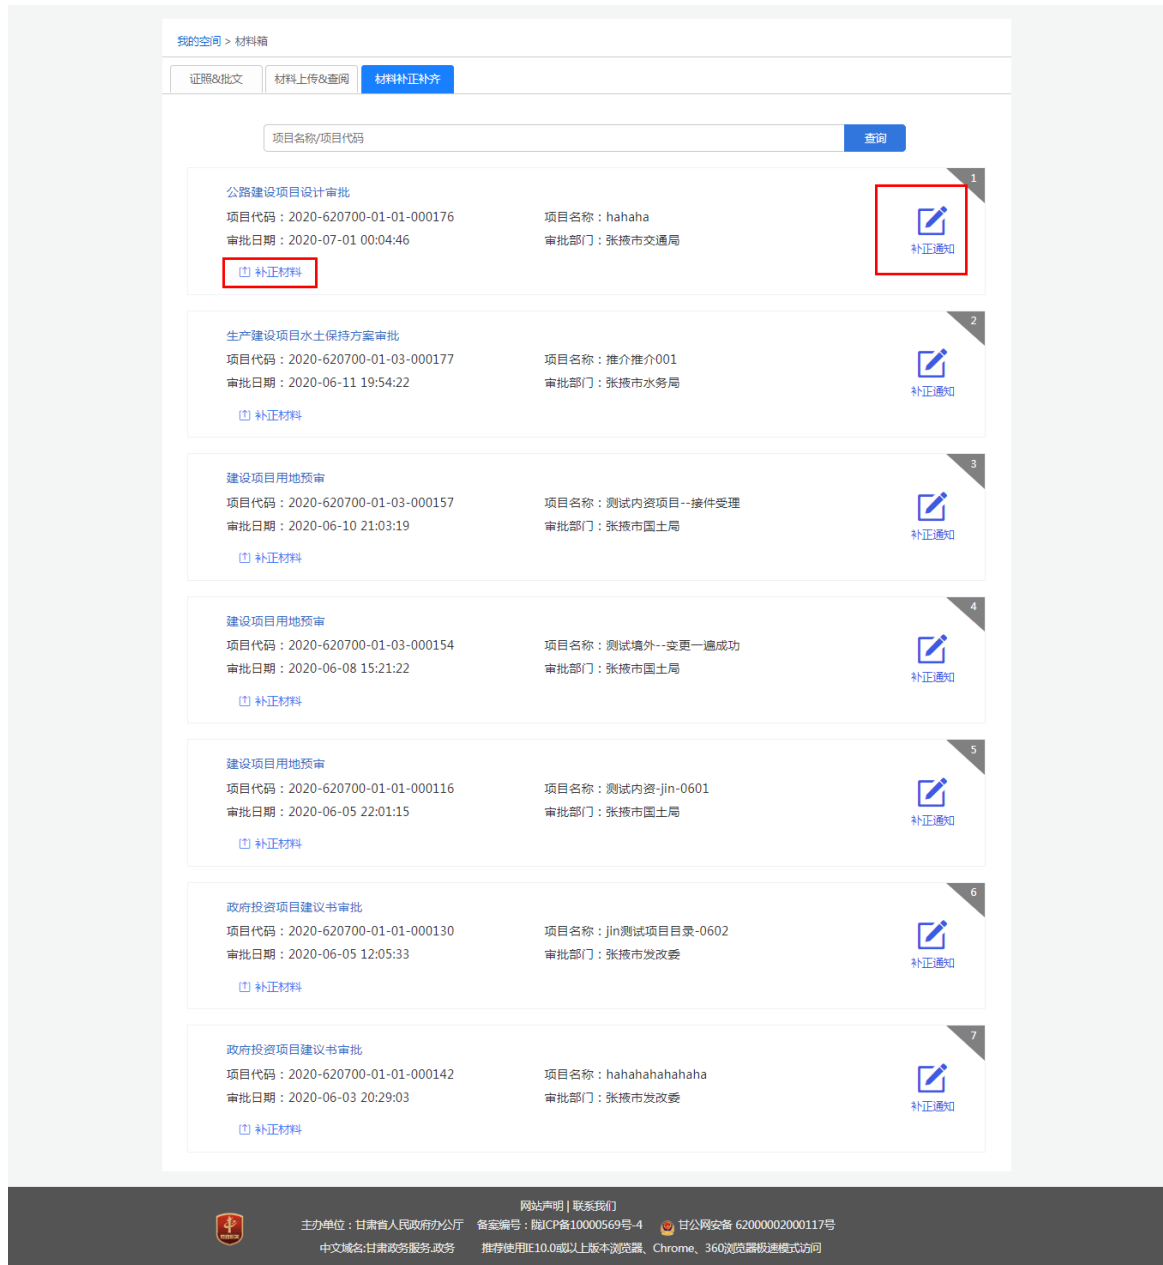 我的空间 > 材料箱
证照&批文 材料上传&查阅 材料补正补齐
项目名称/项目代码 查询
1
公路建设项目设计审批
项目代码：2020-620700-01-01-000176 项目名称：hahaha
审批日期：2020-07-01 00:04:46 审批部门：张掖市交通局
补正通知
补正材料
2
生产建设项目水土保持方案审批
项目代码：2020-620700-01-03-000177 项目名称：推介推介001
审批日期：2020-06-11 19:54:22 审批部门：张掖市水务局
补正通知
补正材料
3
建设项目用地预审
项目代码：2020-620700-01-03-000157 项目名称：测试内资项目--接件受理
审批日期：2020-06-10 21:03:19 审批部门：张掖市国土局
补正通知
补正材料
4
建设项目用地预审
项目代码：2020-620700-01-03-000154 项目名称：测试境外--变更一遍成功
审批日期：2020-06-08 15:21:22 审批部门：张掖市国土局
补正通知
补正材料
5
建设项目用地预审
项目代码：2020-620700-01-01-000116 项目名称：测试内资-jin-0601
审批日期：2020-06-05 22:01:15 审批部门：张掖市国土局
补正通知
补正材料
6
政府投资项目建议书审批
项目代码：2020-620700-01-01-000130 项目名称：jin测试项目目录-0602
审批日期：2020-06-05 12:05:33 审批部门：张掖市发改委
补正通知
补正材料
7
政府投资项目建议书审批
项目代码：2020-620700-01-01-000142 项目名称：hahahahahahaha
审批日期：2020-06-03 20:29:03 审批部门：张掖市发改委
补正通知
补正材料
网站声明 | 联系我们
主办单位：甘肃省人民政府办公厅 备案编号：陇ICP备10000569号-4 甘公网安备 62000002000117号
中文域名:甘肃政务服务.政务 推荐使用IE10.0或以上版本浏览器、Chrome、360浏览器极速模式访问